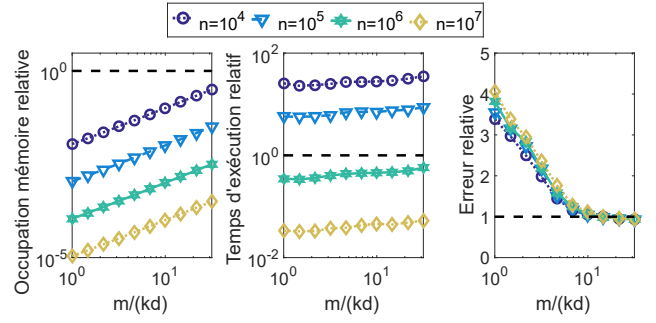 n=10^4 n=10^5 n=10^6 n=10^7
Occupation mémoire relative
10^0
10^-5
10^0 10^1
m/(kd)
Temps d'exécution relatif
10^2
10^0
10^-2
10^0 10^1
m/(kd)
Erreur relative
5
4
3
2
1
0
10^0 10^1
m/(kd)